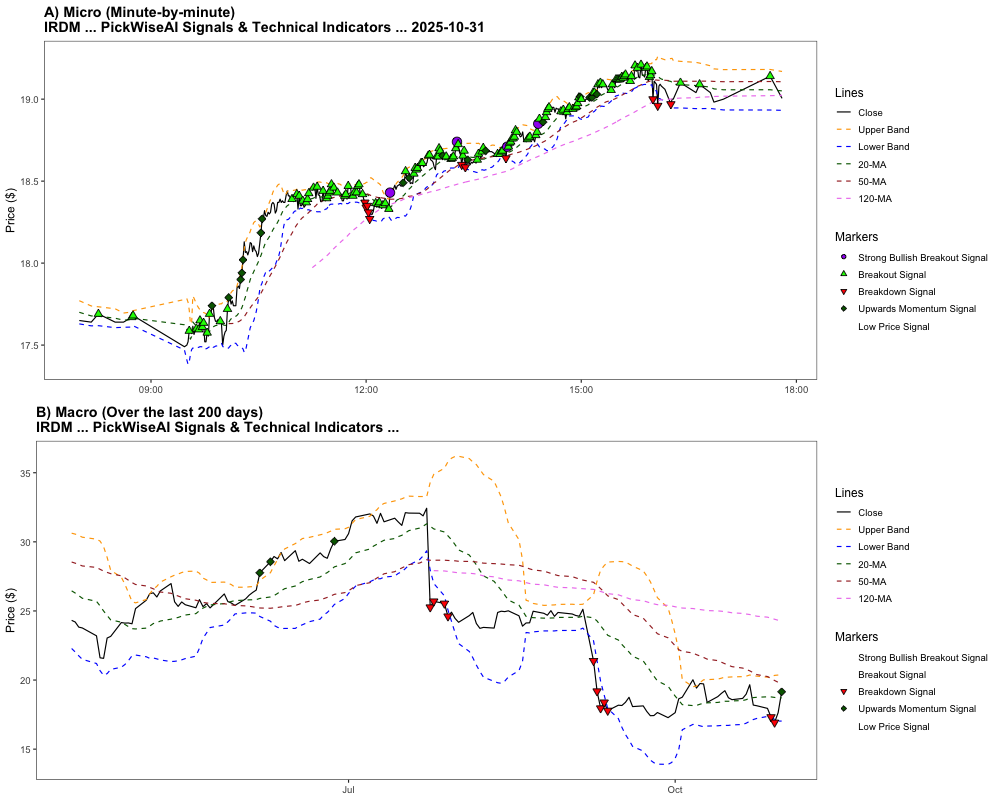 A) Micro (Minute-by-minute)
IRDM ... PickWiseAI Signals & Technical Indicators ... 2025-10-31
Price ($)
19.0
18.5
18.0
17.5
09:00
12:00
15:00
18:00
Lines
Close
Upper Band
Lower Band
20-MA
50-MA
120-MA
Markers
Strong Bullish Breakout Signal
Breakout Signal
Breakdown Signal
Upwards Momentum Signal
Low Price Signal
B) Macro (Over the last 200 days)
IRDM ... PickWiseAI Signals & Technical Indicators ...
Price ($)
35
30
25
20
15
Jul
Oct
Lines
Close
Upper Band
Lower Band
20-MA
50-MA
120-MA
Markers
Strong Bullish Breakout Signal
Breakout Signal
Breakdown Signal
Upwards Momentum Signal
Low Price Signal